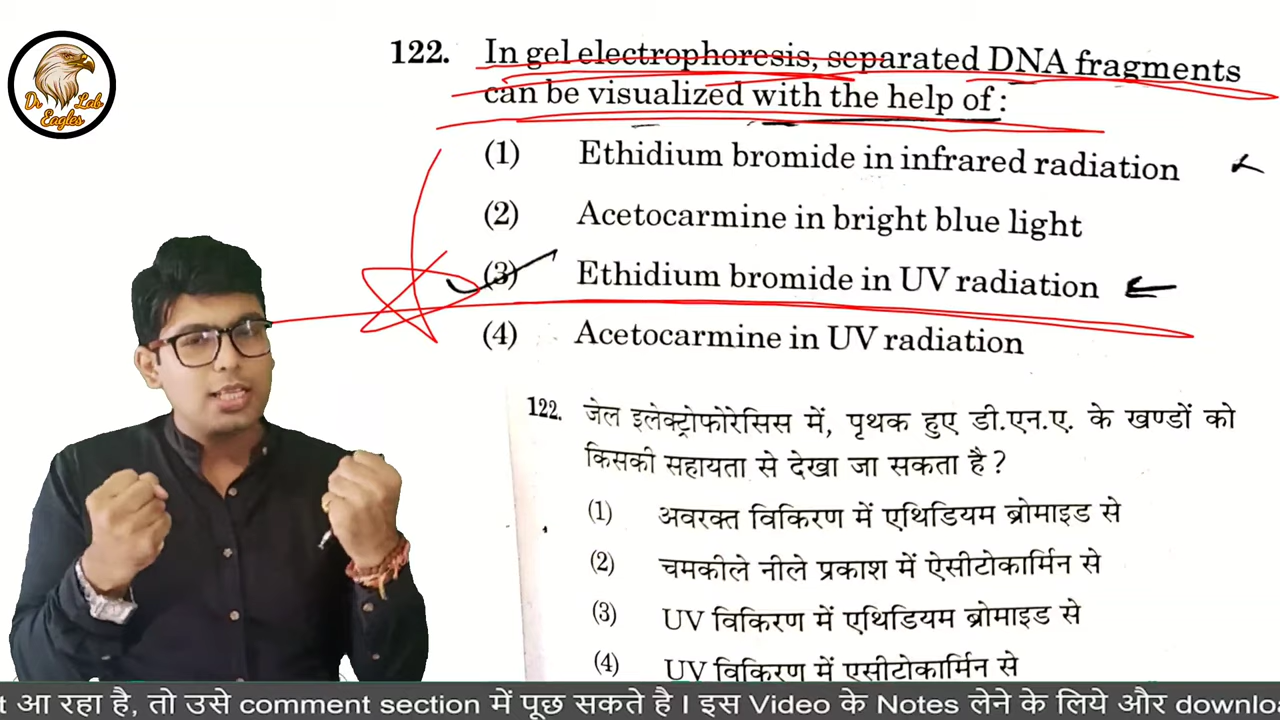 Dr Lab
Eagles
122. In gel electrophoresis, separated DNA fragments
can be visualized with the help of :
(1) Ethidium bromide in infrared radiation
(2) Acetocarmine in bright blue light
(3) Ethidium bromide in UV radiation
(4) Acetocarmine in UV radiation
122. जेल इलेक्ट्रोफोरेसिस में, पृथक हुए डी.एन.ए. के खण्डों को
किसकी सहायता से देखा जा सकता है ?
(1) अवरक्त विकिरण में एथिडियम ब्रोमाइड से
(2) चमकीले नीले प्रकाश में ऐसीटोकार्मिन से
(3) UV विकिरण में एथिडियम ब्रोमाइड से
(4) UV विकिरण में एसीटोकार्मिन से
t आ रहा है, तो उसे comment section में पूछ सकते है I इस Video के Notes लेने के लिये और downlo